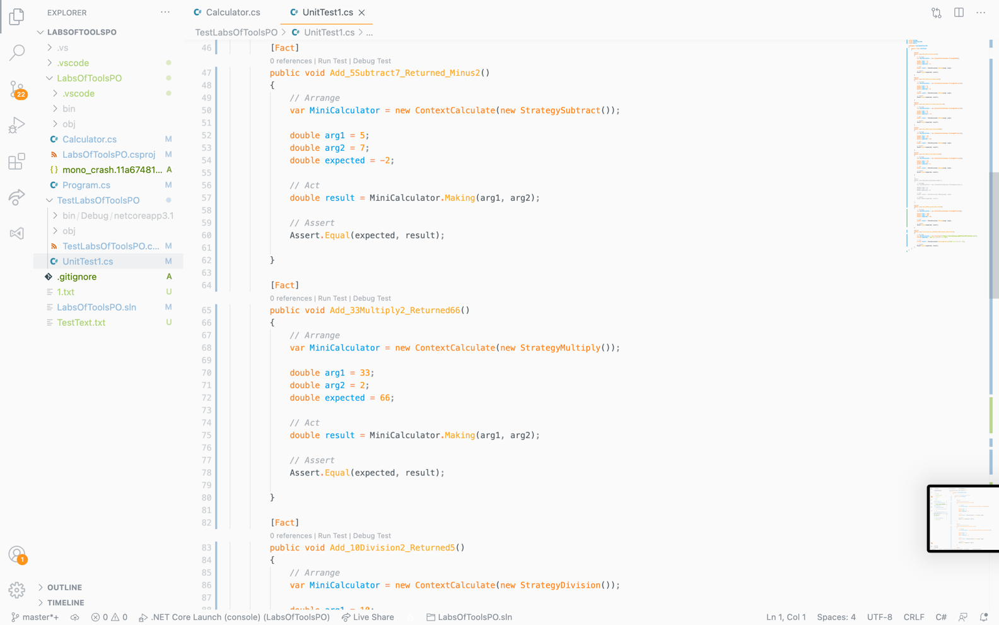 EXPLORER
LABSOFTOOLSPO
.vs
.vscode
LabsOfToolsPO
.vscode
bin
obj
Calculator.cs M
LabsOfToolsPO.csproj M
{} mono_crash.11a67481... A
Program.cs M
TestLabsOfToolsPO
bin/Debug/netcoreapp3.1
obj
TestLabsOfToolsPO.c... M
UnitTest1.cs M
.gitignore A
1.txt U
LabsOfToolsPO.sln M
TestText.txt U
OUTLINE
TIMELINE
22
1
Calculator.cs
UnitTest1.cs
TestLabsOfToolsPO > UnitTest1.cs > ...
46 [Fact]
0 references | Run Test | Debug Test
47 public void Add_5Subtract7_Returned_Minus2()
48 {
49 // Arrange
50 var MiniCalculator = new ContextCalculate(new StrategySubtract());
51
52 double arg1 = 5;
53 double arg2 = 7;
54 double expected = -2;
55
56 // Act
57 double result = MiniCalculator.Making(arg1, arg2);
58
59 // Assert
60 Assert.Equal(expected, result);
61
62 }
63
64 [Fact]
0 references | Run Test | Debug Test
65 public void Add_33Multiply2_Returned66()
66 {
67 // Arrange
68 var MiniCalculator = new ContextCalculate(new StrategyMultiply());
69
70 double arg1 = 33;
71 double arg2 = 2;
72 double expected = 66;
73
74 // Act
75 double result = MiniCalculator.Making(arg1, arg2);
76
77 // Assert
78 Assert.Equal(expected, result);
79
80 }
81
82 [Fact]
0 references | Run Test | Debug Test
83 public void Add_10Division2_Returned5()
84 {
85 // Arrange
86 var MiniCalculator = new ContextCalculate(new StrategyDivision());
87
88 double arg1 = 10;
master*+ 0 0 .NET Core Launch (console) (LabsOfToolsPO) Live Share LabsOfToolsPO.sln Ln 1, Col 1 Spaces: 4 UTF-8 CRLF C#